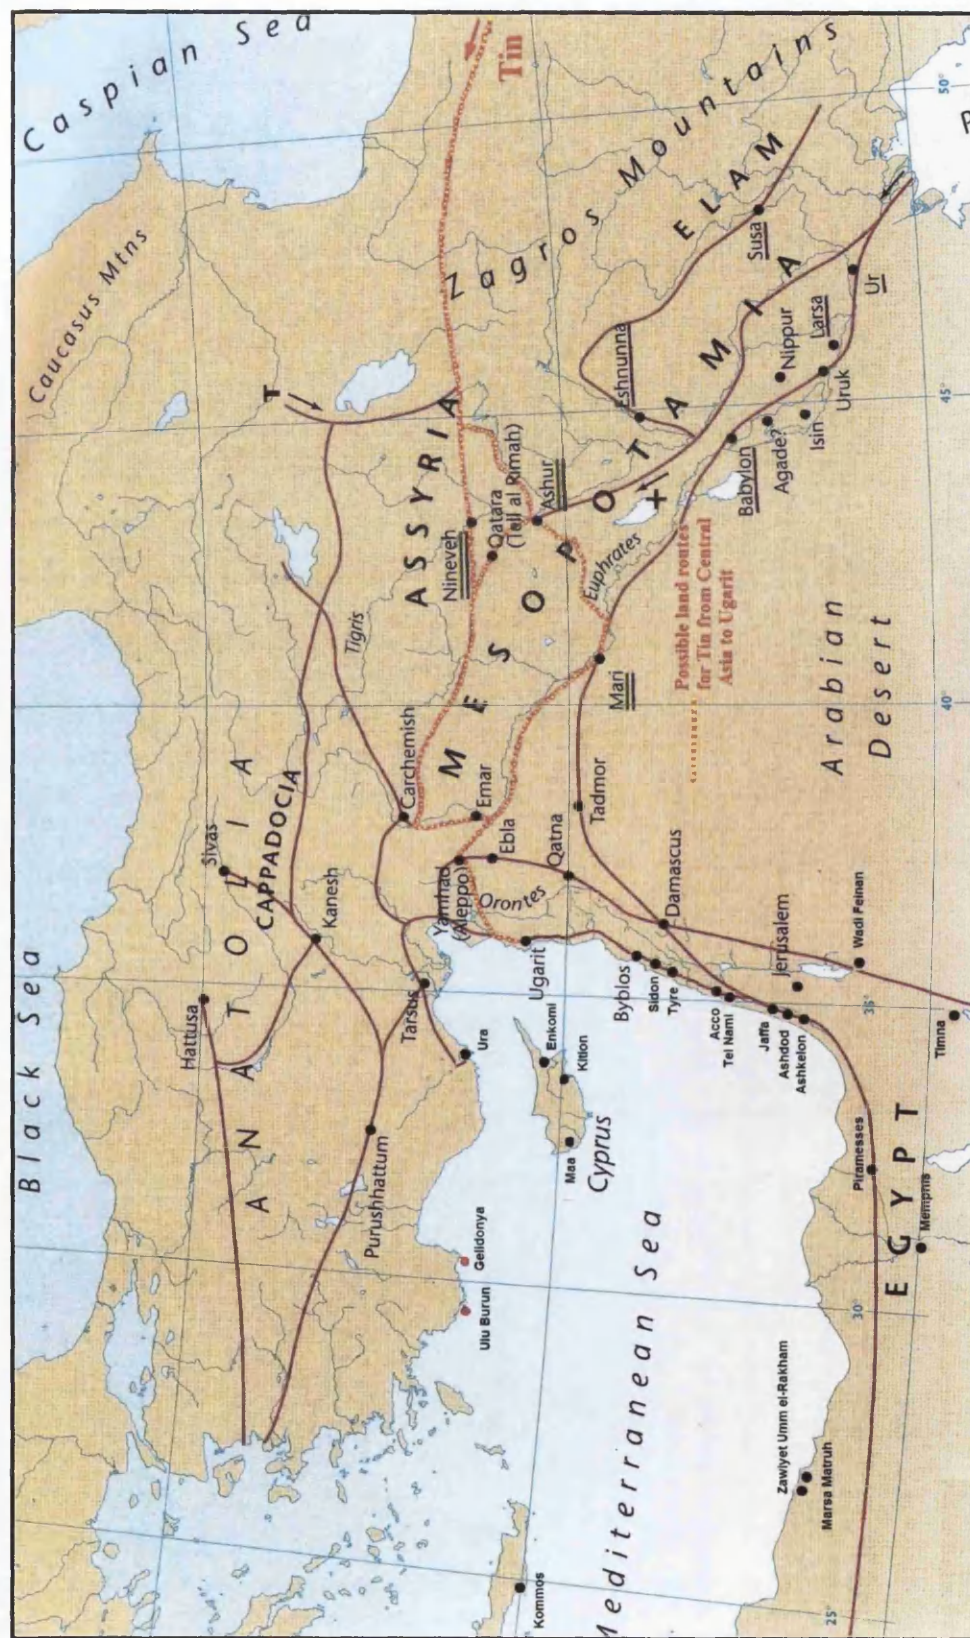 Black Sea
Caspian Sea
Caucasus Mtns
Tin
T
Hattusa
Sivas
ANATOLIA
CAPPADOCIA
Kanesh
Purushhattum
Tarsus
Ura
Carchemish
Tigris
ASSYRIA
Nineveh
Qatara
(Tell al Rimah)
Ashur
Zagros Mountains
MESOPOTAMIA
Emar
Yamhad
(Aleppo)
Ebla
Orontes
Ugarit
Qatna
Tadmor
Mari
Euphrates
Eshnunna
ELAM
Susa
Babylon
Agade?
Nippur
Isin
Larsa
Uruk
Ur
P
Possible land routes
for Tin from Central
Asia to Ugarit
Arabian
Desert
Damascus
Byblos
Sidon
Tyre
Acco
Tel Nami
Jaffa
Ashdod
Ashkelon
Jerusalem
Wadi Feinan
Timna
Enkomi
Kition
Maa
Cyprus
Gelidonya
Ulu Burun
Mediterranean Sea
Kommos
Zawiyet Umm el-Rakham
Marsa Matruh
Piramesses
Memphis
EGYPT
25°
30°
35°
40°
45°
50°